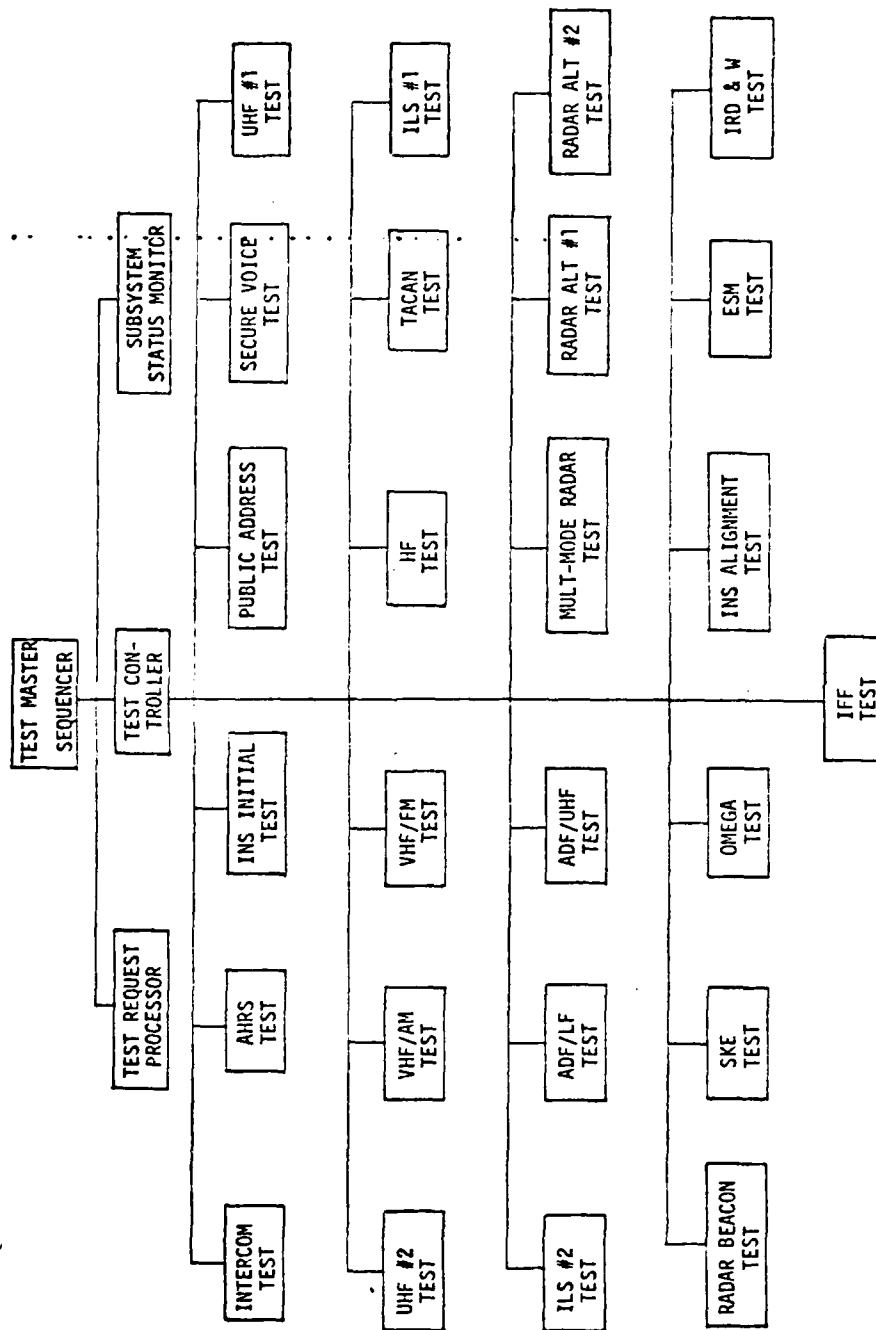 TEST MASTER
SEQUENCER
TEST REQUEST
PROCESSOR
TEST CON-
TROLLER
SUBSYSTEM
STATUS MONITOR
INTERCOM
TEST
AHRS
TEST
INS INITIAL
TEST
PUBLIC ADDRESS
TEST
SECURE VOICE
TEST
UHF #1
TEST
UHF #2
TEST
VHF/AM
TEST
VHF/FM
TEST
HF
TEST
TACAN
TEST
ILS #1
TEST
ILS #2
TEST
ADF/LF
TEST
ADF/UHF
TEST
MULT-MODE RADAR
TEST
RADAR ALT #1
TEST
RADAR ALT #2
TEST
RADAR BEACON
TEST
SKE
TEST
OMEGA
TEST
INS ALIGNMENT
TEST
ESM
TEST
IRD & W
TEST
IFF
TEST